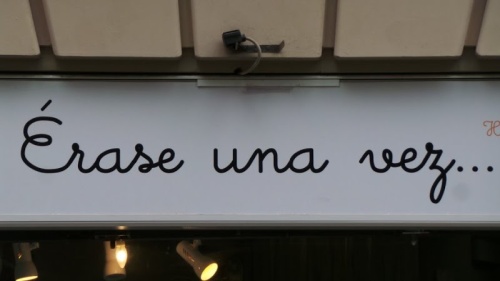 Érase una vez...